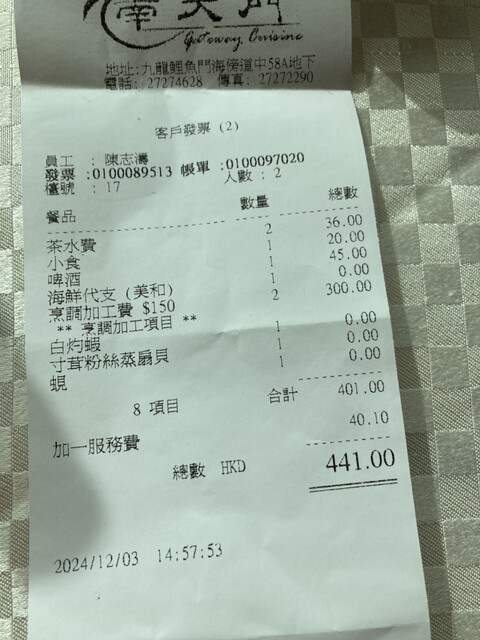 南大門
Gateway Cuisine
地址:九龍鯉魚門海傍道中58A地下
電話: 27274628 傳真: 27272290
客戶發票 (2)
員工 : 陳志濤
發票 :0100089513 帳單 :0100097020
櫃號 : 17 人數 : 2
餐品 數量 總數
茶水費 2 36.00
小食 1 20.00
啤酒 1 45.00
海鮮代支 (美和) 1 0.00
烹調加工費 $150 2 300.00
** 烹調加工項目 **
白灼蝦 1 0.00
寸茸粉絲蒸扇貝 1 0.00
蜆 1 0.00
8 項目 合計 401.00
加一服務費 40.10
總數 HKD 441.00
2024/12/03 14:57:53